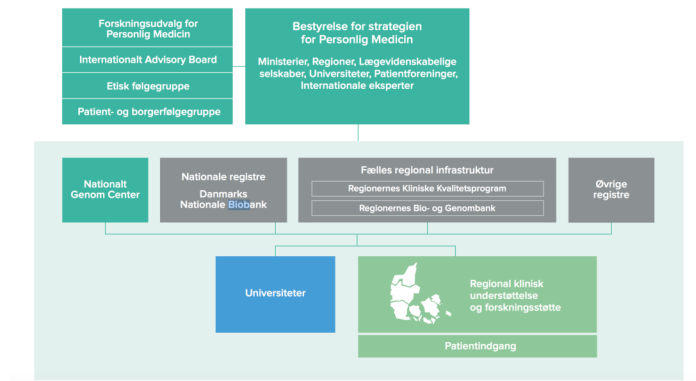 Forskningsudvalg for
Personlig Medicin
Internationalt Advisory Board
Etisk følgegruppe
Patient- og borgerfølgegruppe
Bestyrelse for strategien
for Personlig Medicin
Ministerier, Regioner, Lægevidenskabelige
selskaber, Universiteter, Patientforeninger,
Internationale eksperter
Nationalt
Genom Center
Nationale registre
Danmarks
Nationale Biobank
Fælles regional infrastruktur
Regionernes Kliniske Kvalitetsprogram
Regionernes Bio- og Genombank
Øvrige
registre
Universiteter
Regional klinisk
understøttelse
og forskningsstøtte
Patientindgang